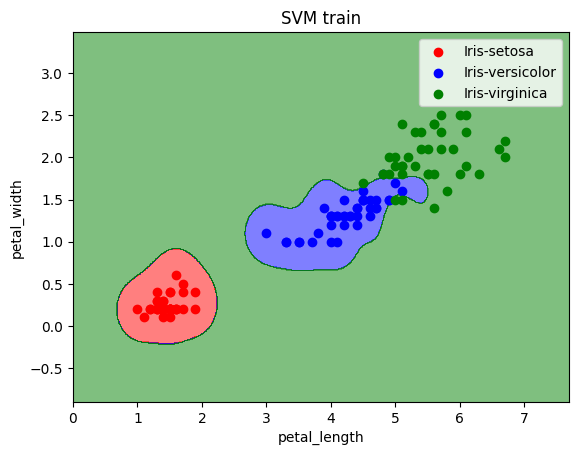 SVM train
Iris-setosa
Iris-versicolor
Iris-virginica
3.0
2.5
2.0
1.5
1.0
0.5
0.0
−0.5
petal_width
0 1 2 3 4 5 6 7
petal_length